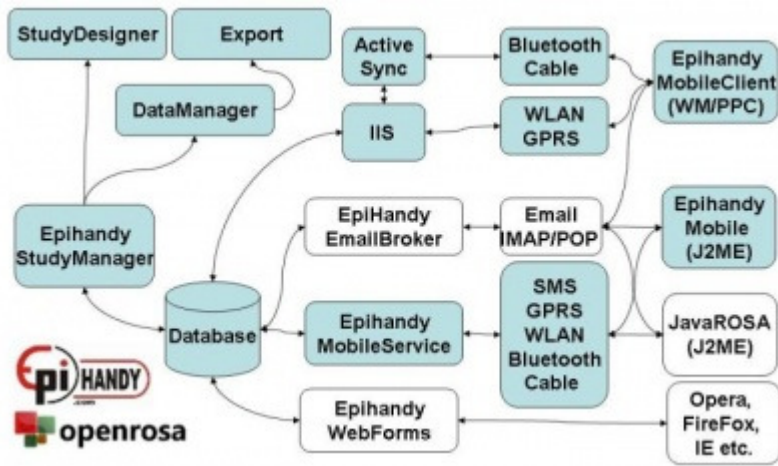 StudyDesigner
Export
Active
Sync
Bluetooth
Cable
Epihandy
MobileClient
(WM/PPC)
DataManager
IIS
WLAN
GPRS
Epihandy
StudyManager
EpiHandy
EmailBroker
Email
IMAP/POP
Epihandy
Mobile
(J2ME)
Database
Epihandy
MobileService
SMS
GPRS
WLAN
Bluetooth
Cable
JavaROSA
(J2ME)
Epihandy
WebForms
Opera,
FireFox,
IE etc.
Epi HANDY
.com
openrosa